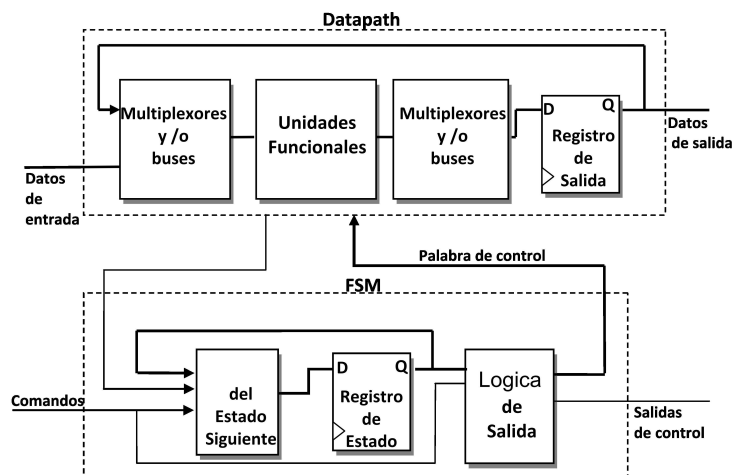 Datapath
Multiplexores
y /o
buses
Unidades
Funcionales
Multiplexores
y /o
buses
D
Q
Registro
de
Salida
Datos
de salida
Datos
de
entrada
Palabra de control
FSM
Comandos
del
Estado
Siguiente
D
Q
Registro
de
Estado
Logica
de
Salida
Salidas
de control